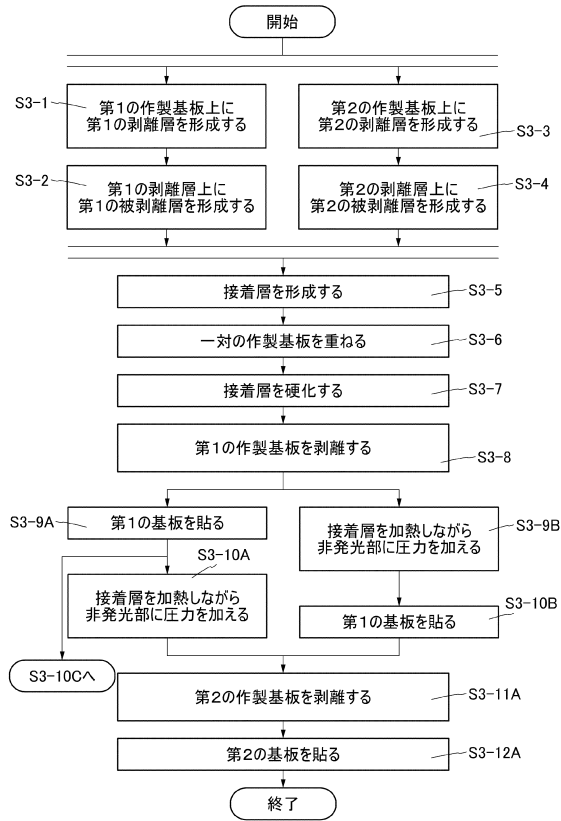 開始
S3-1
第1の作製基板上に
第1の剥離層を形成する
第2の作製基板上に
第2の剥離層を形成する
S3-3
S3-2
第1の剥離層上に
第1の被剥離層を形成する
第2の剥離層上に
第2の被剥離層を形成する
S3-4
接着層を形成する
S3-5
一対の作製基板を重ねる
S3-6
接着層を硬化する
S3-7
第1の作製基板を剥離する
S3-8
S3-9A
第1の基板を貼る
接着層を加熱しながら
非発光部に圧力を加える
S3-9B
S3-10A
接着層を加熱しながら
非発光部に圧力を加える
第1の基板を貼る
S3-10B
S3-10Cへ
第2の作製基板を剥離する
S3-11A
第2の基板を貼る
S3-12A
終了